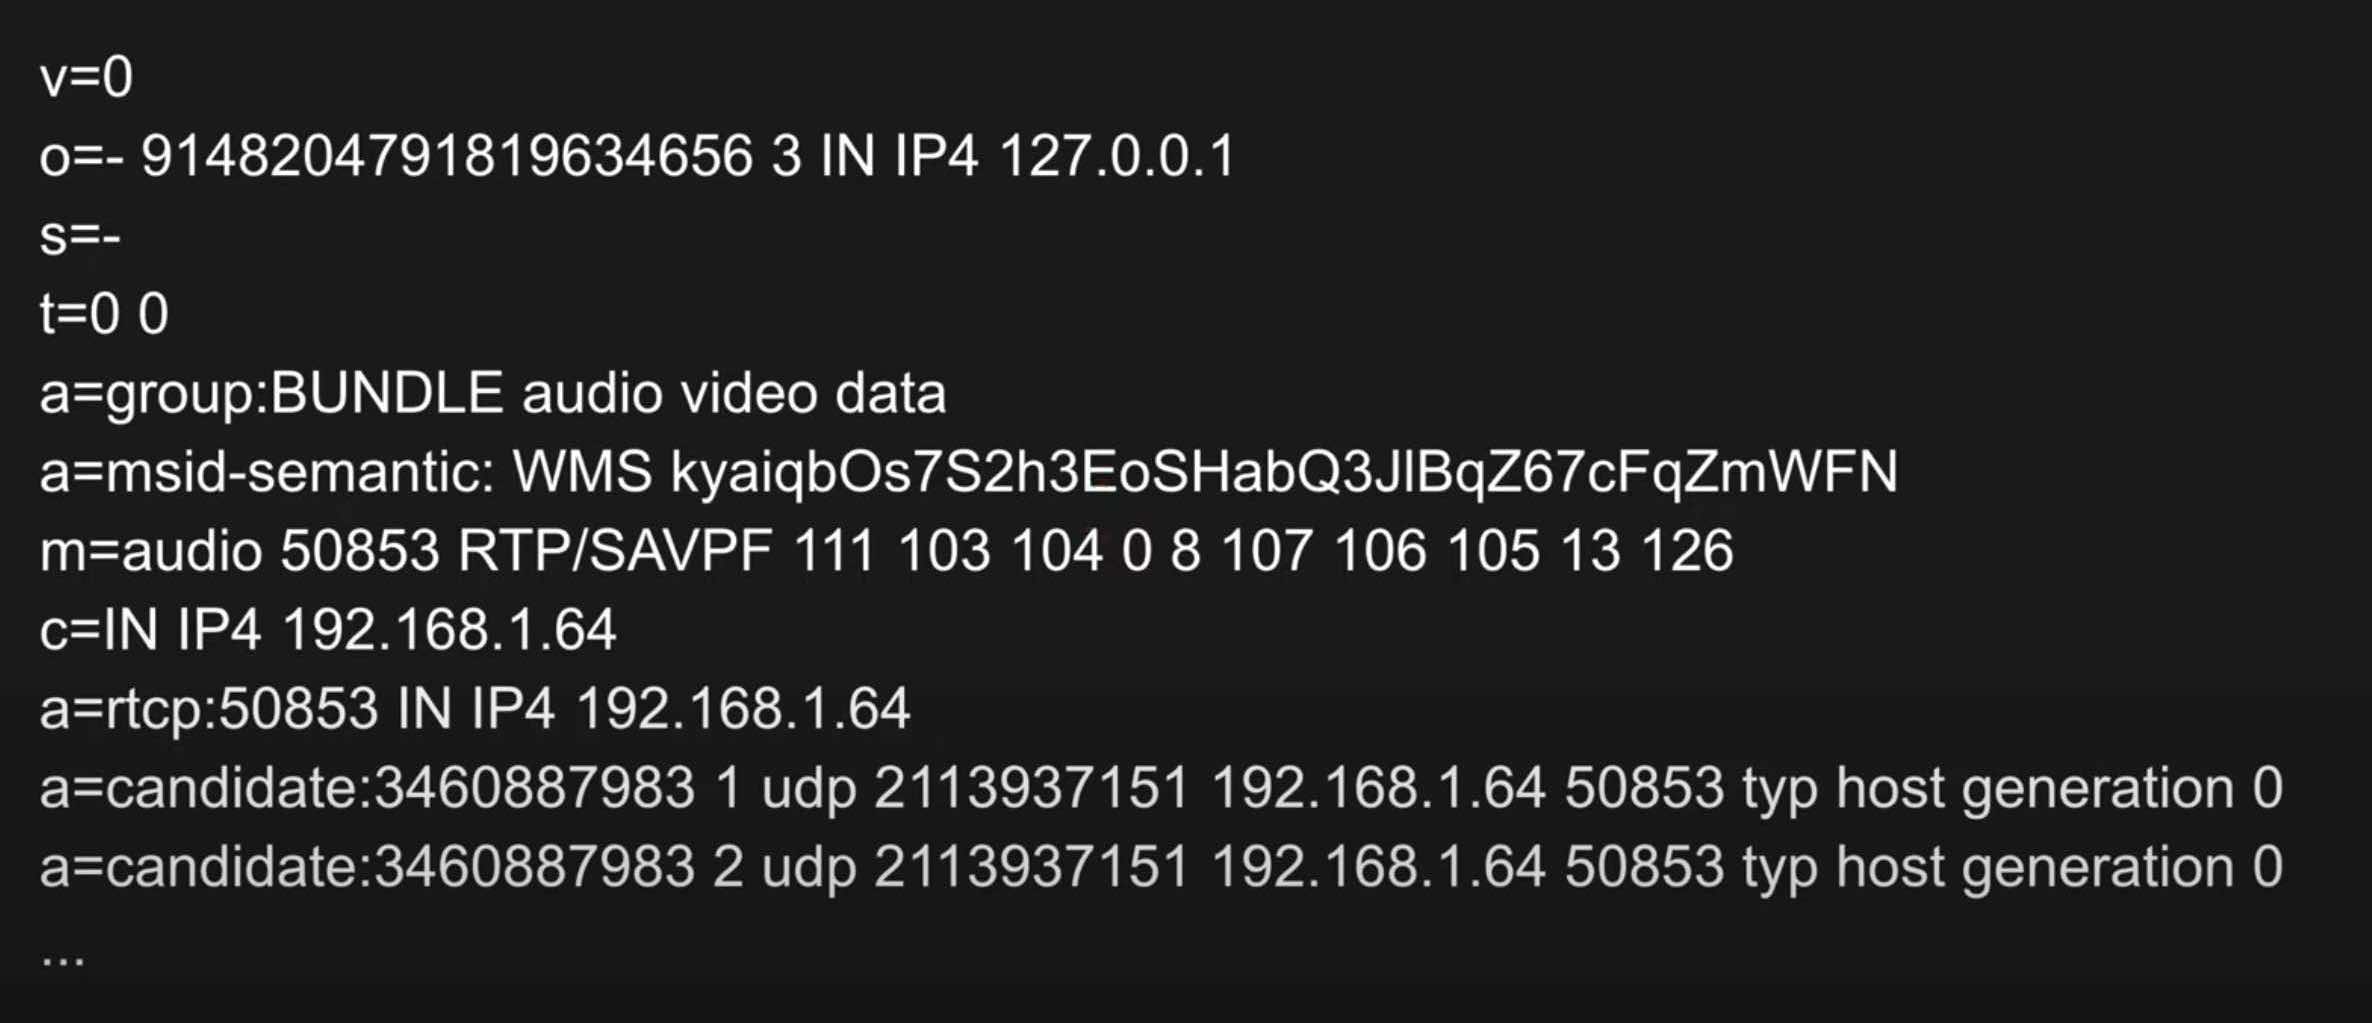 v=0
o=- 9148204791819634656 3 IN IP4 127.0.0.1
s=-
t=0 0
a=group:BUNDLE audio video data
a=msid-semantic: WMS kyaiqbOs7S2h3EoSHabQ3JlBqZ67cFqZmWFN
m=audio 50853 RTP/SAVPF 111 103 104 0 8 107 106 105 13 126
c=IN IP4 192.168.1.64
a=rtcp:50853 IN IP4 192.168.1.64
a=candidate:3460887983 1 udp 2113937151 192.168.1.64 50853 typ host generation 0
a=candidate:3460887983 2 udp 2113937151 192.168.1.64 50853 typ host generation 0
...